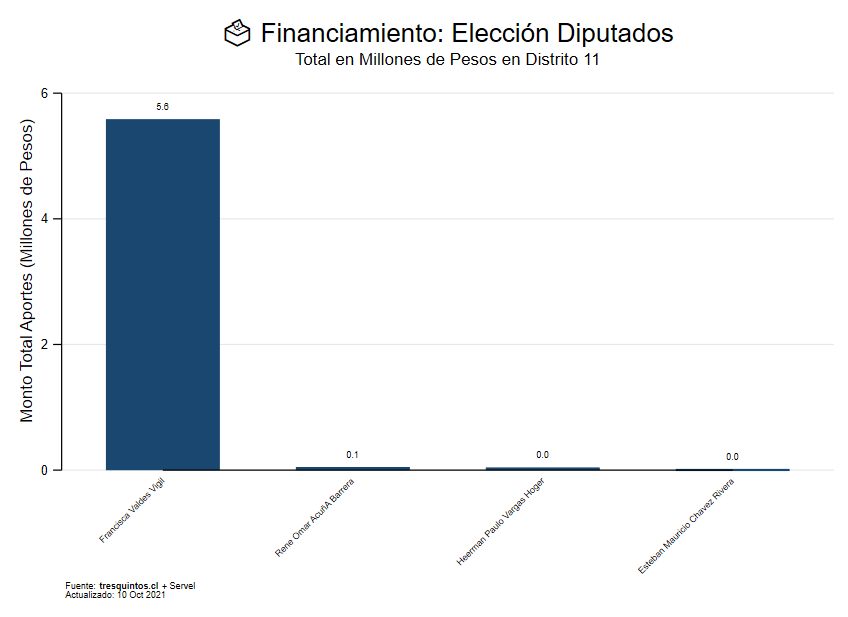 Financiamiento: Elección Diputados
Total en Millones de Pesos en Distrito 11
Monto Total Aportes (Millones de Pesos)
6
4
2
0
5.6
0.1
0.0
0.0
Francisca Valdes Vigil
Rene Omar AcuñA Barrera
Heerman Paulo Vargas Hoger
Esteban Mauricio Chavez Rivera
Fuente: tresquintos.cl + Servel
Actualizado: 10 Oct 2021